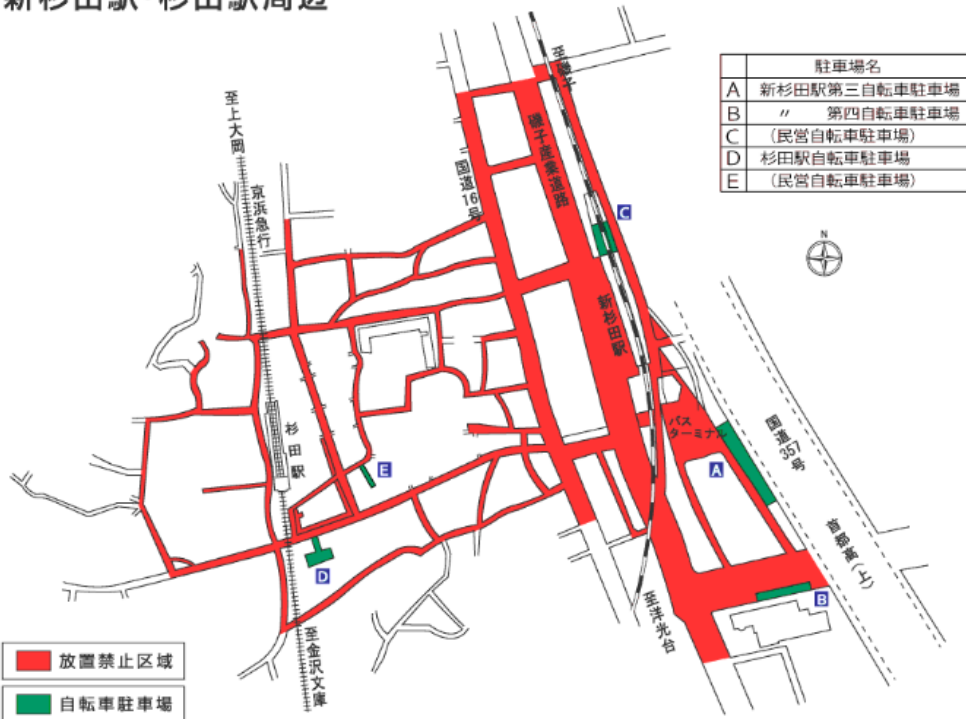 新杉田駅・杉田駅周辺
駐車場名
A 新杉田駅第三自転車駐車場
B 〃 第四自転車駐車場
C (民営自転車駐車場)
D 杉田駅自転車駐車場
E (民営自転車駐車場)
至磯子
至上大岡
京浜急行
国道16号
磯子産業道路
C
N
新杉田駅
バス
ターミナル
国道357号
杉田駅
E
A
首都高(上)
D
B
至洋光台
至金沢文庫
放置禁止区域
自転車駐車場